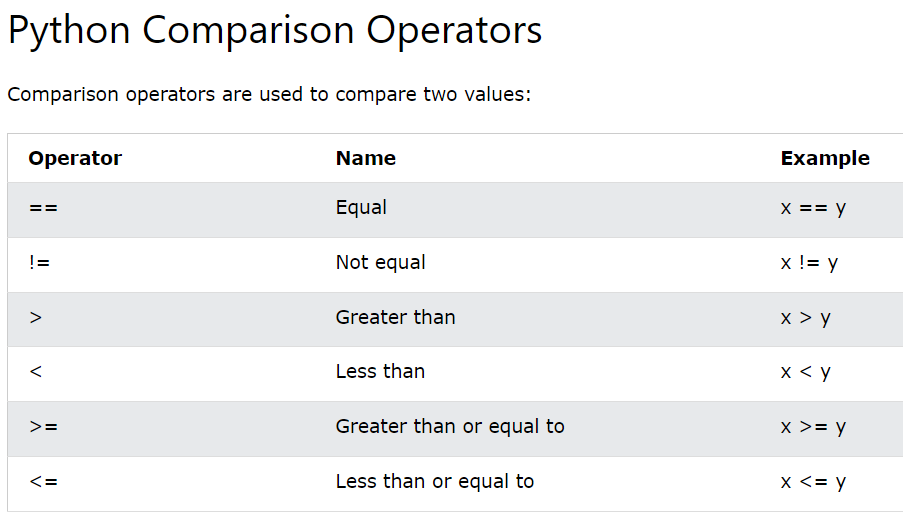 Python Comparison Operators
Comparison operators are used to compare two values:
Operator Name Example
== Equal x == y
!= Not equal x != y
> Greater than x > y
< Less than x < y
>= Greater than or equal to x >= y
<= Less than or equal to x <= y